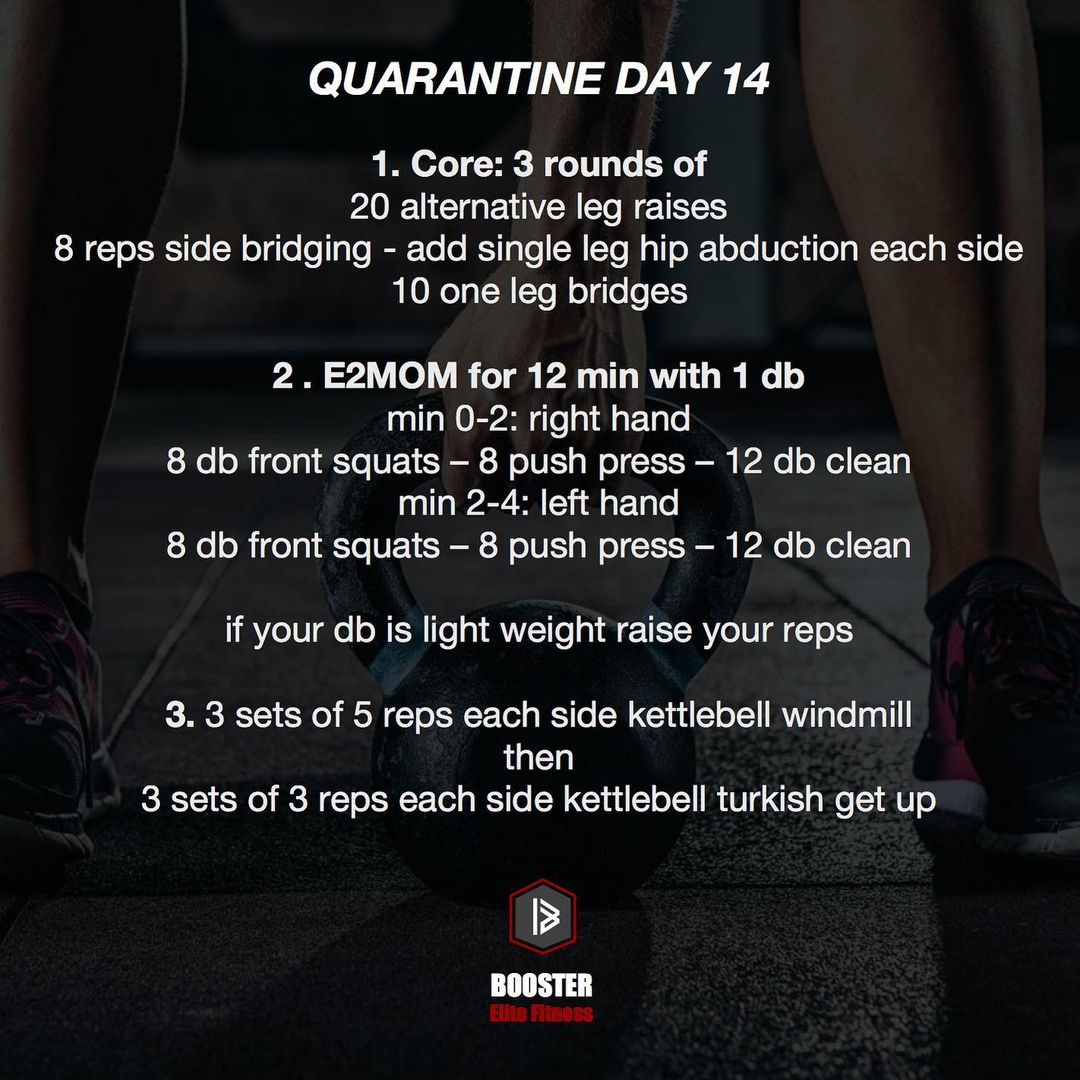 QUARANTINE DAY 14
1. Core: 3 rounds of
20 alternative leg raises
8 reps side bridging - add single leg hip abduction each side
10 one leg bridges
2 . E2MOM for 12 min with 1 db
min 0-2: right hand
8 db front squats – 8 push press – 12 db clean
min 2-4: left hand
8 db front squats – 8 push press – 12 db clean
if your db is light weight raise your reps
3. 3 sets of 5 reps each side kettlebell windmill
then
3 sets of 3 reps each side kettlebell turkish get up
BOOSTER
Elite Fitness